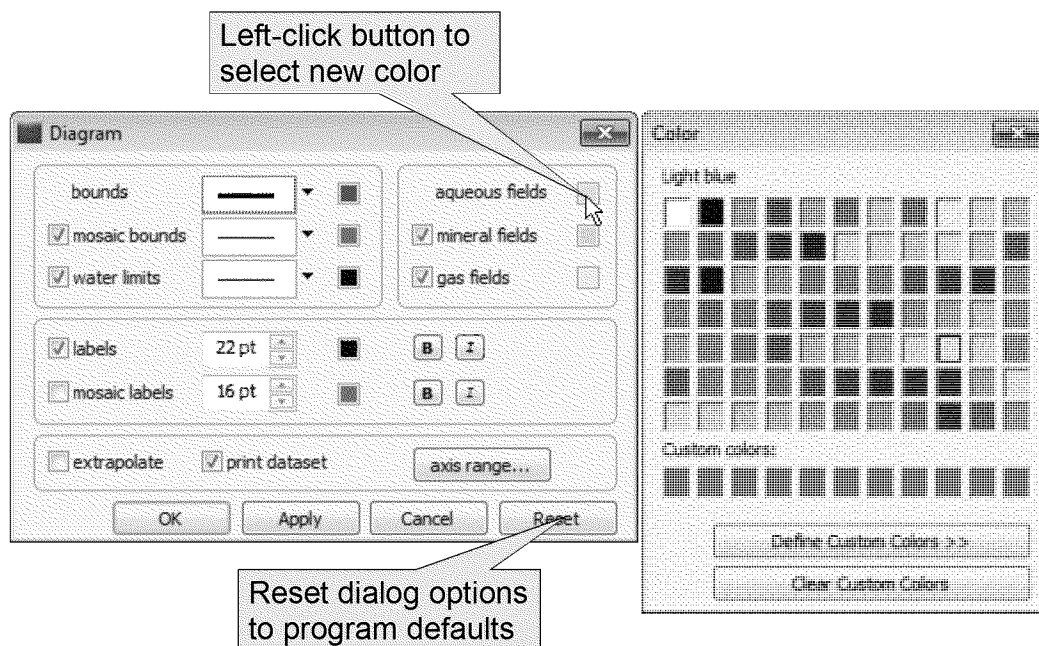 Left-click button to
select new color
Diagram
bounds
mosaic bounds
water limits
aqueous fields
mineral fields
gas fields
labels 22 pt B I
mosaic labels 16 pt B I
extrapolate print dataset axis range...
OK Apply Cancel Reset
Reset dialog options
to program defaults
Color
Light blue
Custom colors:
Define Custom Colors >>
Clear Custom Colors